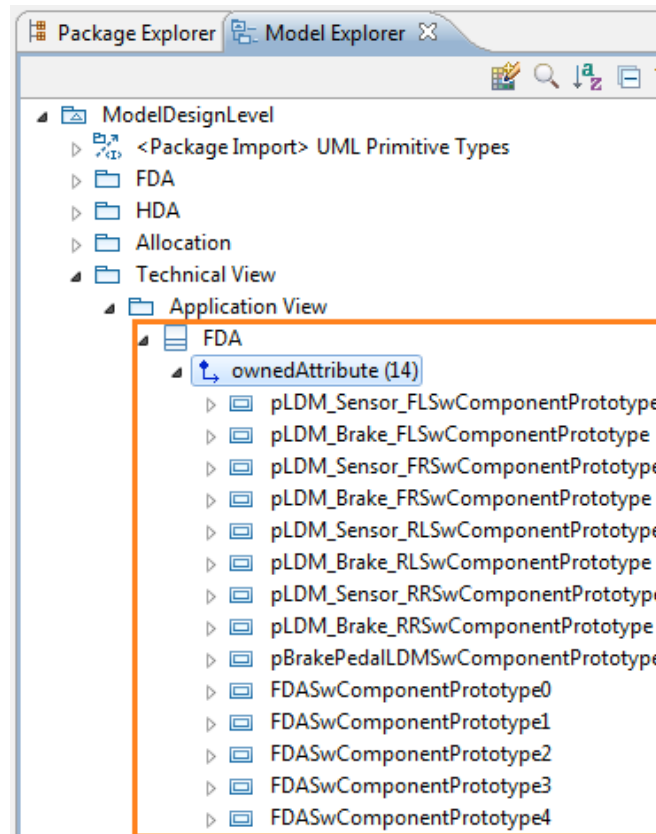 Package Explorer Model Explorer
ModelDesignLevel
<Package Import> UML Primitive Types
FDA
HDA
Allocation
Technical View
Application View
FDA
ownedAttribute (14)
pLDM_Sensor_FLSwComponentPrototype
pLDM_Brake_FLSwComponentPrototype
pLDM_Sensor_FRSwComponentPrototype
pLDM_Brake_FRSwComponentPrototype
pLDM_Sensor_RLSwComponentPrototype
pLDM_Brake_RLSwComponentPrototype
pLDM_Sensor_RRSwComponentPrototype
pLDM_Brake_RRSwComponentPrototype
pBrakePedalLDMSwComponentPrototype
FDASwComponentPrototype0
FDASwComponentPrototype1
FDASwComponentPrototype2
FDASwComponentPrototype3
FDASwComponentPrototype4